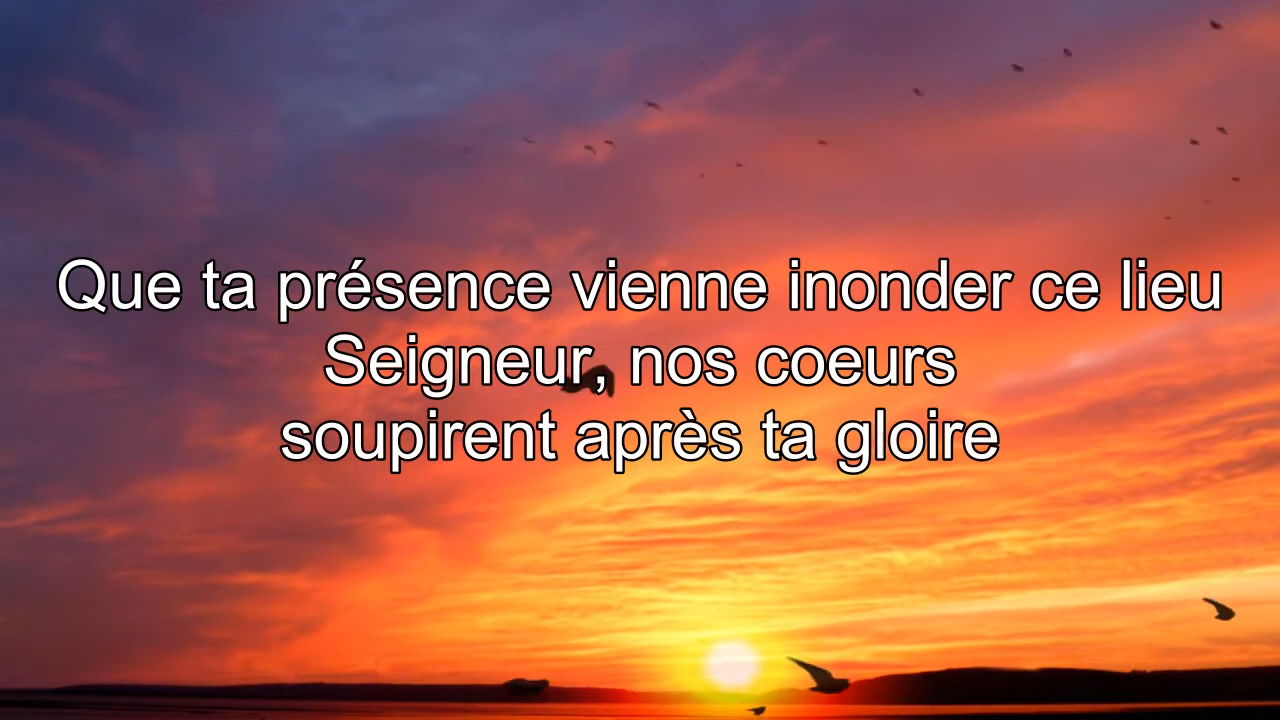 Que ta présence vienne inonder ce lieu
Seigneur, nos coeurs
soupirent après ta gloire